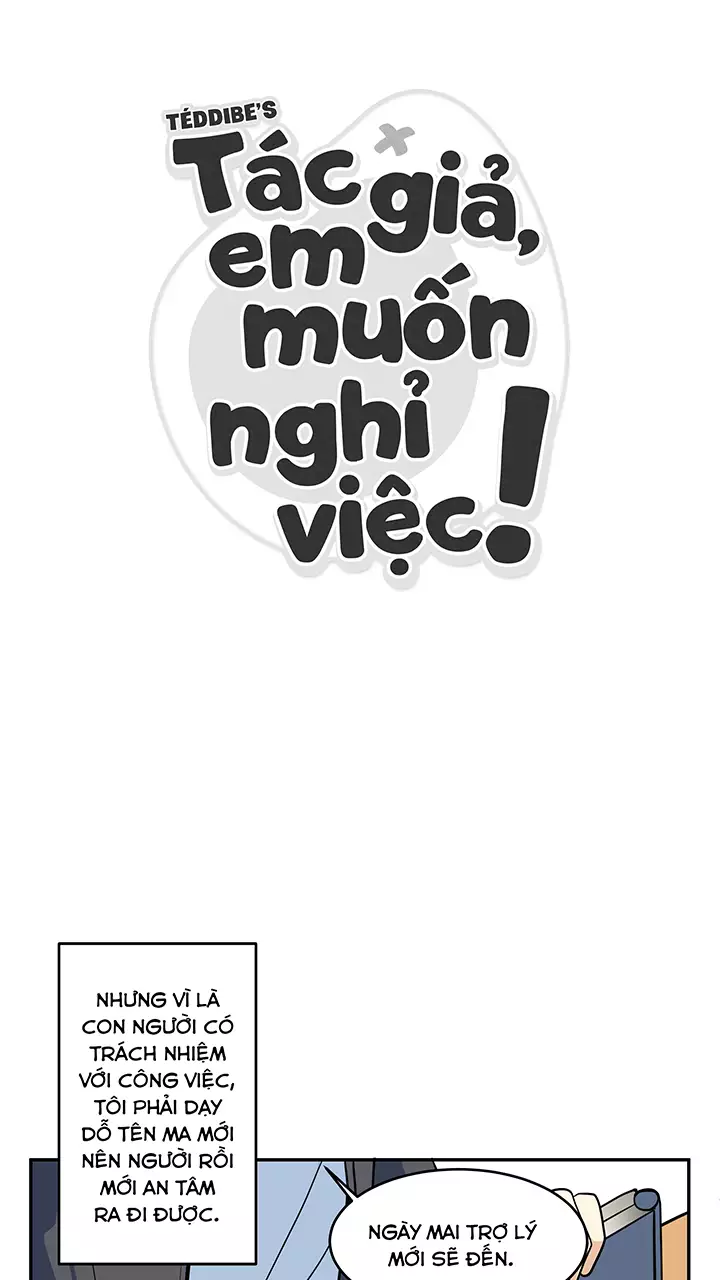 TÉDDIBE'S
Tác giả,
em
muốn
nghỉ
việc!
NHƯNG VÌ LÀ
CON NGƯỜI CÓ
TRÁCH NHIỆM
VỚI CÔNG VIỆC,
TÔI PHẢI DẠY
DỖ TÊN MA MỚI
NÊN NGƯỜI RỒI
MỚI AN TÂM
RA ĐI ĐƯỢC.
NGÀY MAI TRỢ LÝ
MỚI SẼ ĐẾN.